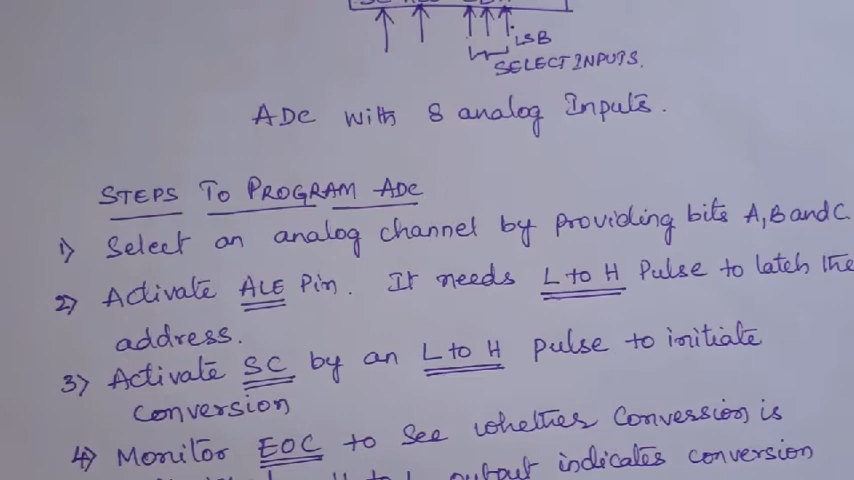 LSB
SELECT INPUTS.
ADC with 8 analog Inputs.
STEPS TO PROGRAM ADC
1) Select an analog channel by providing bits A, B and C.
2) Activate ALE Pin. It needs L to H Pulse to latch the
address.
3) Activate SC by an L to H pulse to initiate
conversion
4) Monitor EOC to see whether conversion is
H to L output indicates conversion